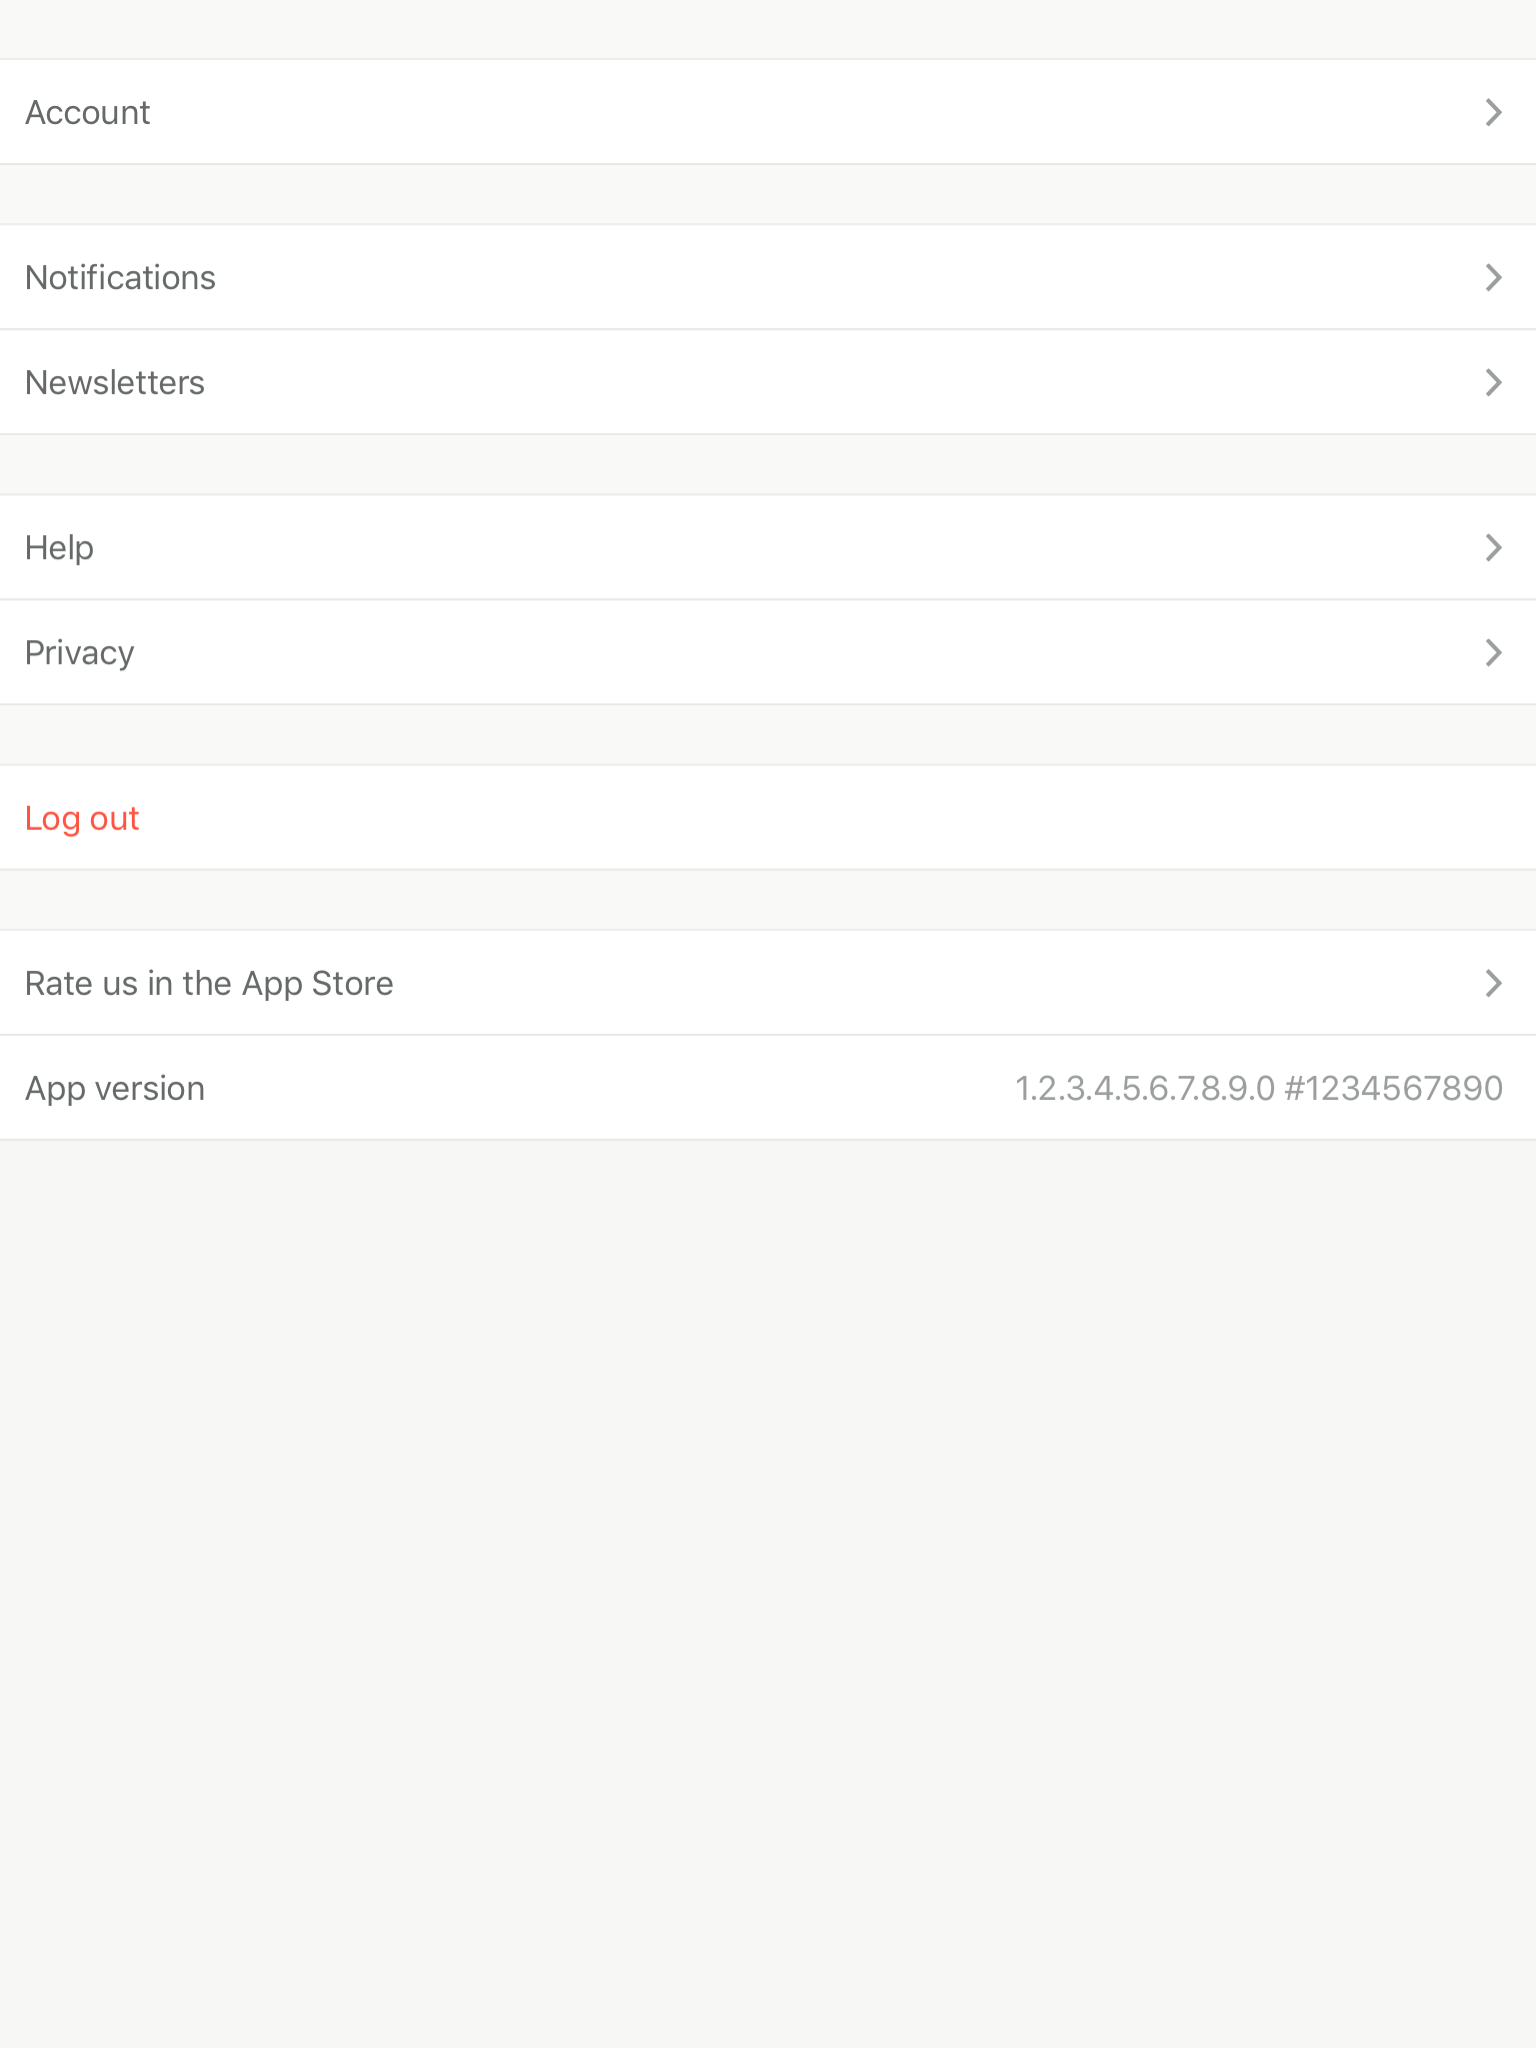 Account
Notifications
Newsletters
Help
Privacy
Log out
Rate us in the App Store
App version 1.2.3.4.5.6.7.8.9.0 #1234567890